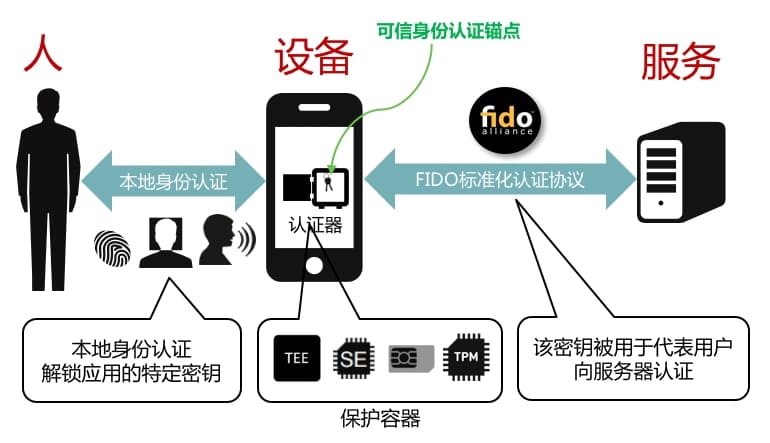 可信身份认证锚点
人
设备
服务
fido
alliance
本地身份认证
FIDO标准化认证协议
认证器
本地身份认证
解锁应用的特定密钥
TEE
SE
TPM
该密钥被用于代表用户
向服务器认证
保护容器